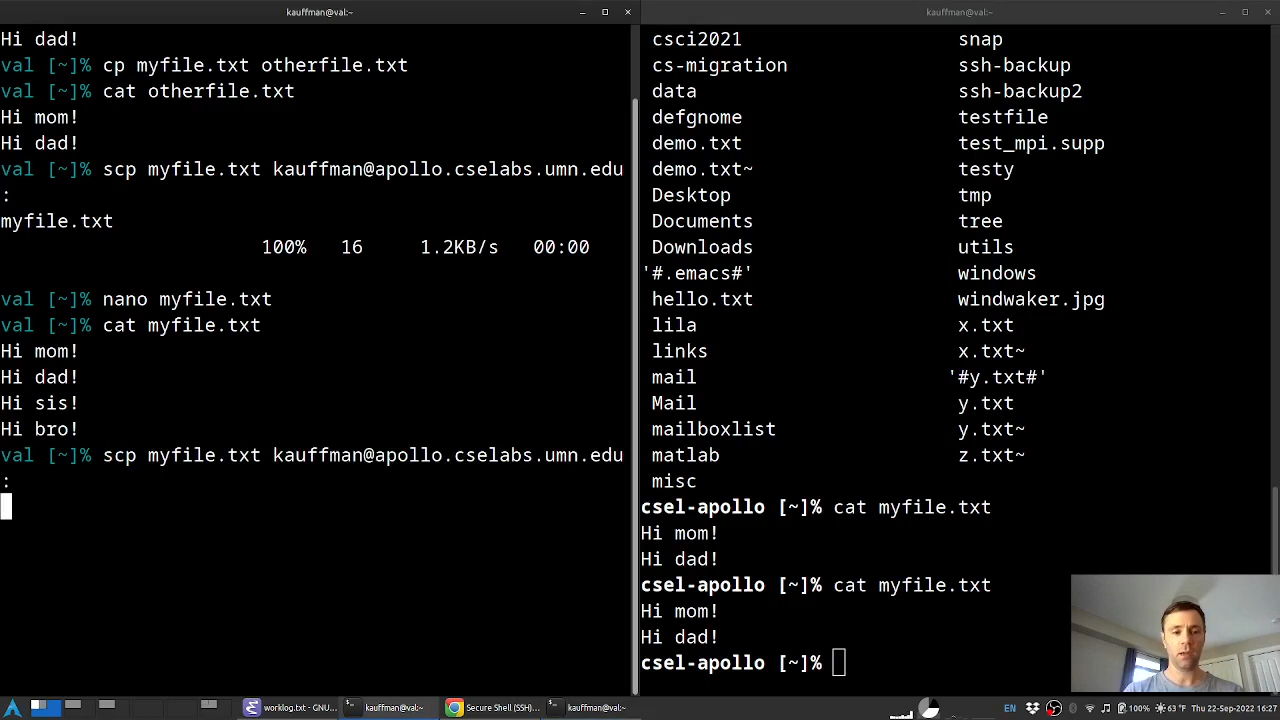 kauffman@val:~
Hi dad!
val [~]% cp myfile.txt otherfile.txt
val [~]% cat otherfile.txt
Hi mom!
Hi dad!
val [~]% scp myfile.txt kauffman@apollo.cselabs.umn.edu
:
myfile.txt
100% 16 1.2KB/s 00:00
val [~]% nano myfile.txt
val [~]% cat myfile.txt
Hi mom!
Hi dad!
Hi sis!
Hi bro!
val [~]% scp myfile.txt kauffman@apollo.cselabs.umn.edu
:
kauffman@val:~
csci2021 snap
cs-migration ssh-backup
data ssh-backup2
defgnome testfile
demo.txt test_mpi.supp
demo.txt~ testy
Desktop tmp
Documents tree
Downloads utils
'#.emacs#' windows
hello.txt windwaker.jpg
lila x.txt
links x.txt~
mail '#y.txt#'
Mail y.txt
mailboxlist y.txt~
matlab z.txt~
misc
csel-apollo [~]% cat myfile.txt
Hi mom!
Hi dad!
csel-apollo [~]% cat myfile.txt
Hi mom!
Hi dad!
csel-apollo [~]%
worklog.txt - GNU... kauffman@val:~ Secure Shell (SSH)... kauffman@val:~ EN 100% 63°F Thu 22-Sep-2022 16:27